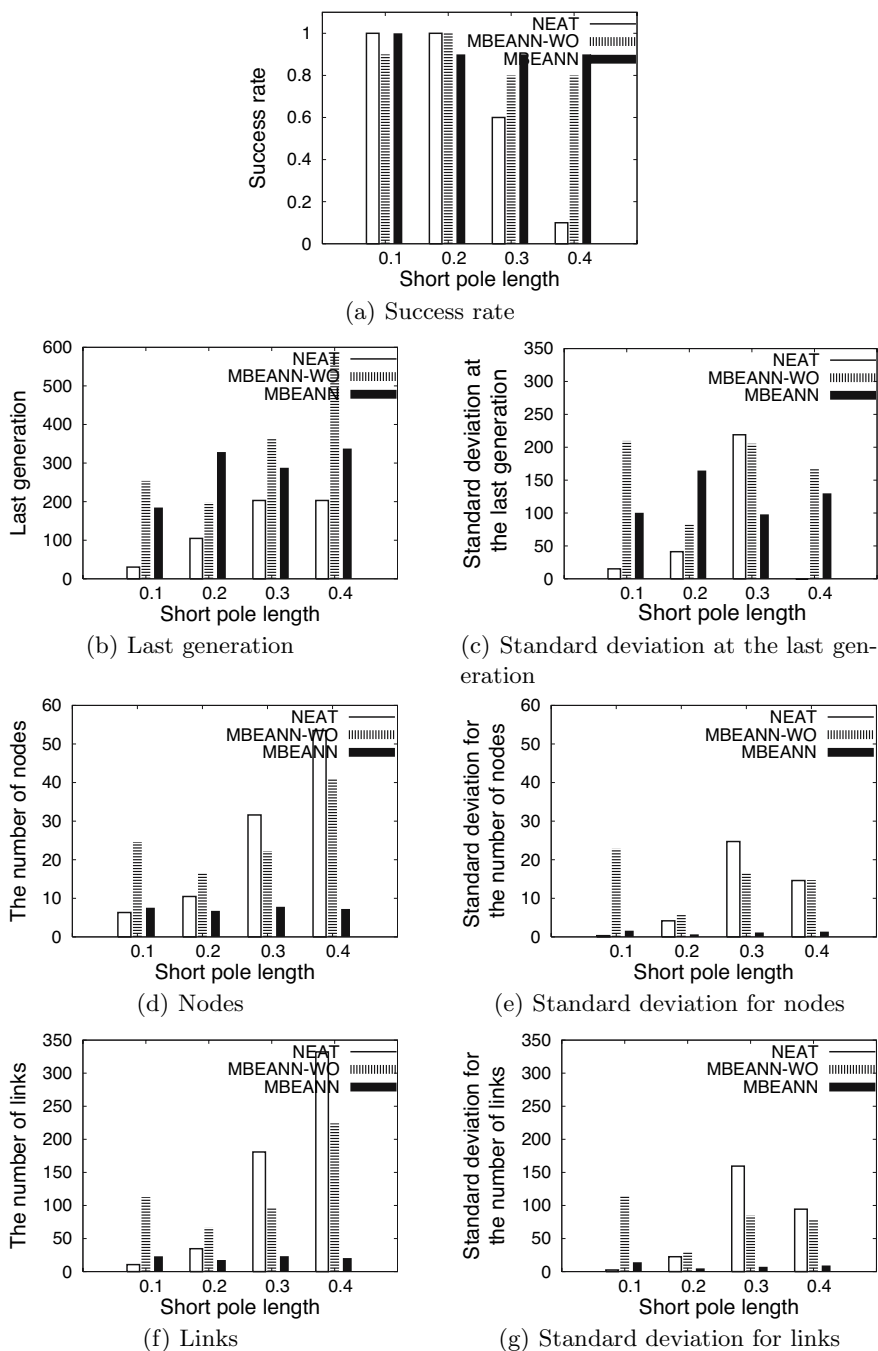 NEAT
MBEANN-WO
MBEANN
1
0.8
0.6
0.4
0.2
0
Success rate
0.1 0.2 0.3 0.4
Short pole length
(a) Success rate
600
500
400
300
200
100
0
Last generation
NEAT
MBEANN-WO
MBEANN
0.1 0.2 0.3 0.4
Short pole length
(b) Last generation
350
300
250
200
150
100
50
0
Standard deviation at
the last generation
NEAT
MBEANN-WO
MBEANN
0.1 0.2 0.3 0.4
Short pole length
(c) Standard deviation at the last gen-
eration
60
50
40
30
20
10
0
The number of nodes
NEAT
MBEANN-WO
MBEANN
0.1 0.2 0.3 0.4
Short pole length
(d) Nodes
60
50
40
30
20
10
0
Standard deviation for
the number of nodes
NEAT
MBEANN-WO
MBEANN
0.1 0.2 0.3 0.4
Short pole length
(e) Standard deviation for nodes
350
300
250
200
150
100
50
0
The number of links
NEAT
MBEANN-WO
MBEANN
0.1 0.2 0.3 0.4
Short pole length
(f) Links
350
300
250
200
150
100
50
0
Standard deviation for
the number of links
NEAT
MBEANN-WO
MBEANN
0.1 0.2 0.3 0.4
Short pole length
(g) Standard deviation for links